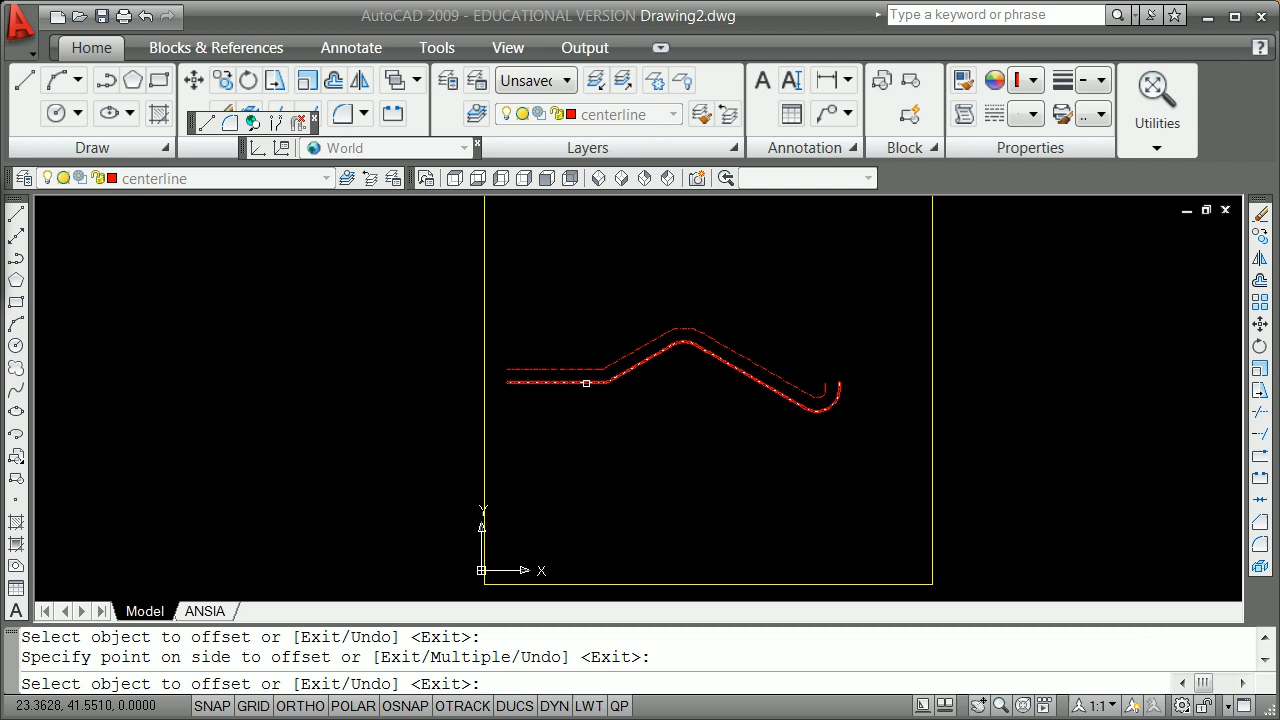 AutoCAD 2009 - EDUCATIONAL VERSION Drawing2.dwg
Type a keyword or phrase
Home Blocks & References Annotate Tools View Output
Unsavec
centerline
Utilities
World
Draw Layers Annotation Block Properties
centerline
Y
X
Model ANSIA
Select object to offset or [Exit/Undo] <Exit>:
Specify point on side to offset or [Exit/Multiple/Undo] <Exit>:
Select object to offset or [Exit/Undo] <Exit>:
23.3628, 41.5510, 0.0000 SNAP GRID ORTHO POLAR OSNAP OTRACK DUCS DYN LWT QP 1:1